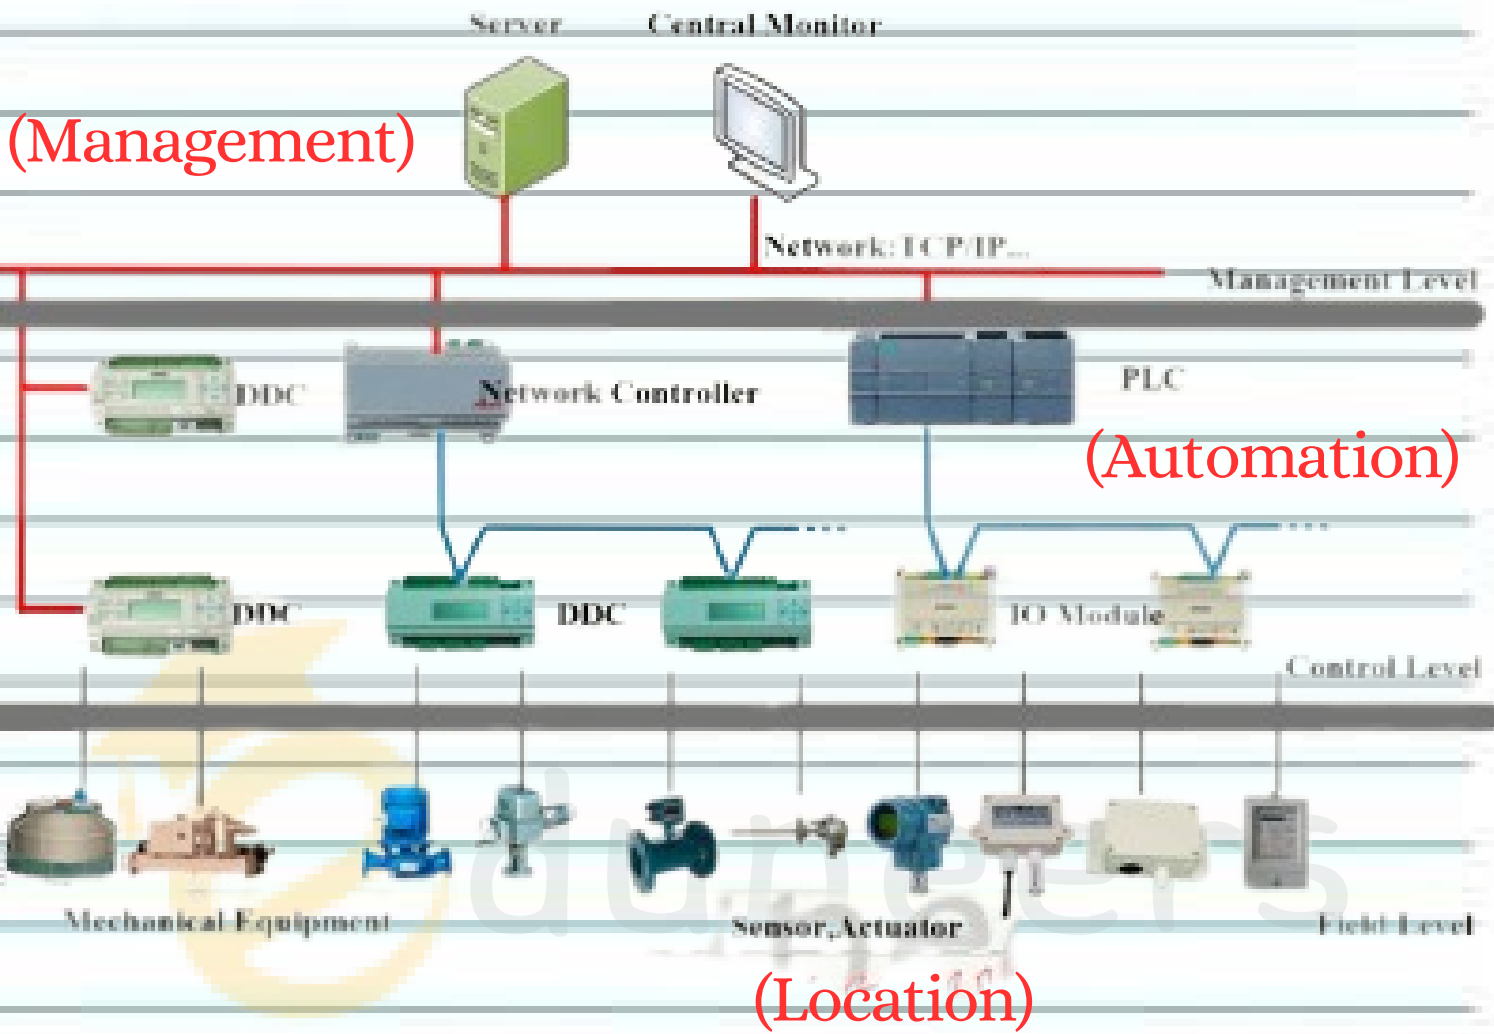 Server
Central Monitor
(Management)
Network: TCP/IP...
Management Level
DDC
Network Controller
PLC
(Automation)
DDC
DDC
IO Module
Control Level
Mechanical Equipment
dungers
Sensor,Actuator
Field Level
(Location)